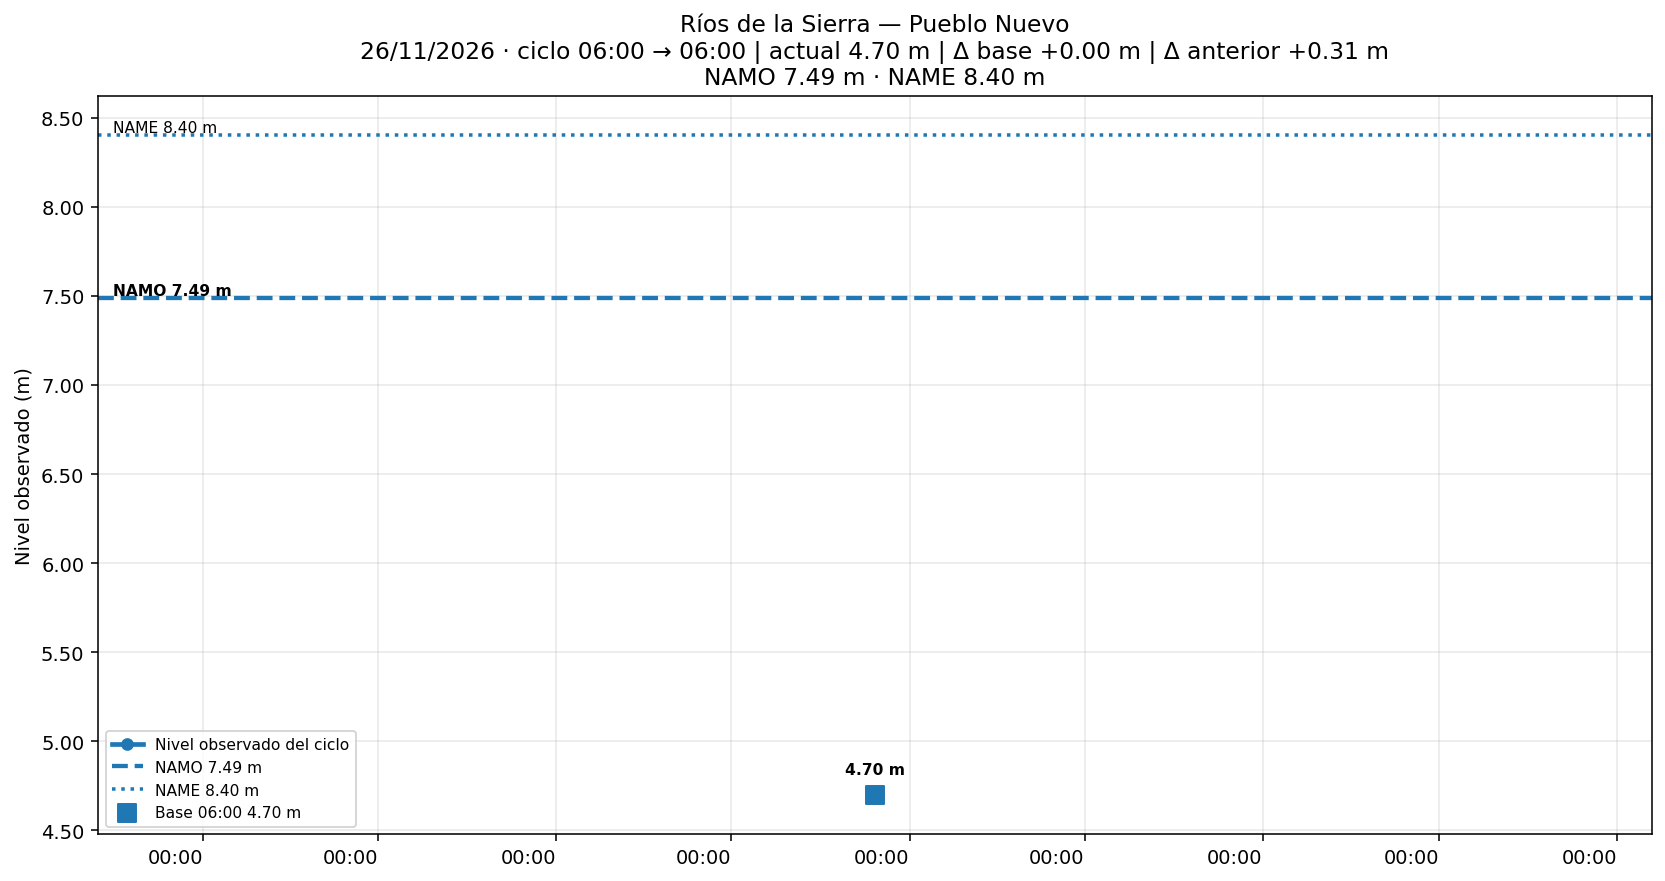 Ríos de la Sierra — Pueblo Nuevo
26/11/2026 · ciclo 06:00 → 06:00 | actual 4.70 m | Δ base +0.00 m | Δ anterior +0.31 m
NAMO 7.49 m · NAME 8.40 m
8.50
NAME 8.40 m
8.00
NAMO 7.49 m
7.50
7.00
6.50
6.00
5.50
5.00
4.50
Nivel observado (m)
4.70 m
Nivel observado del ciclo
NAMO 7.49 m
NAME 8.40 m
Base 06:00 4.70 m
00:00 00:00 00:00 00:00 00:00 00:00 00:00 00:00 00:00